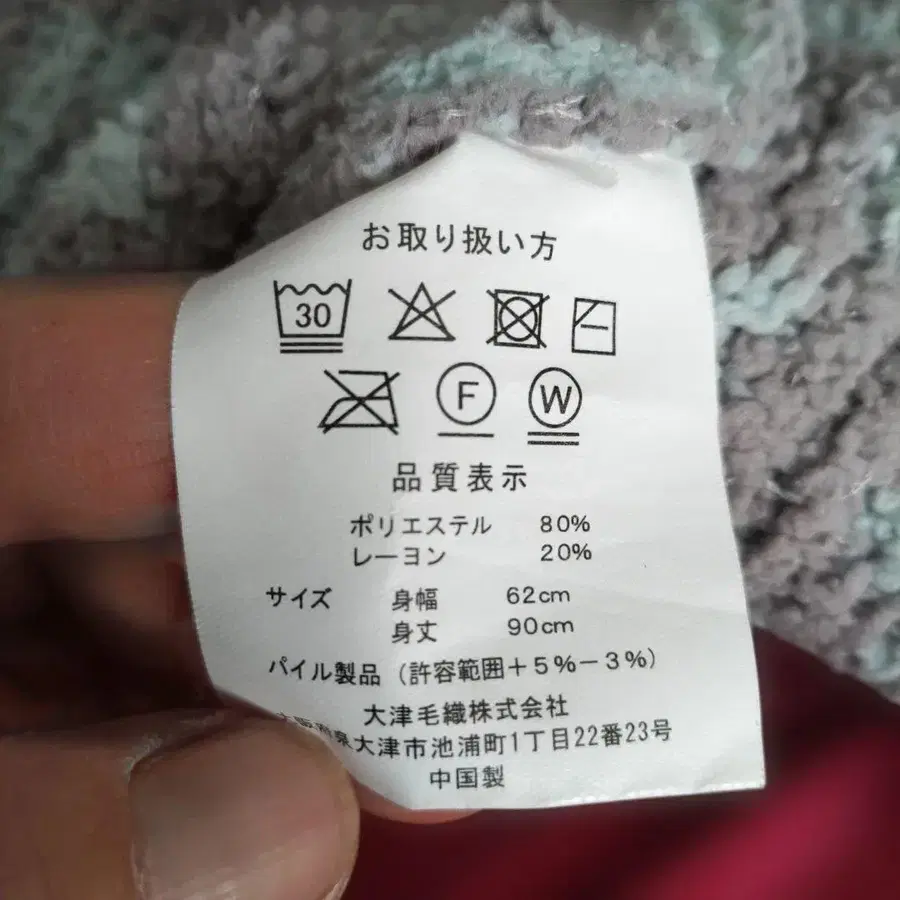 お取り扱い方
30
F W
品質表示
ポリエステル 80%
レーヨン 20%
サイズ 身幅 62cm
身丈 90cm
パイル製品（許容範囲＋5％−3％）
大津毛織株式会社
大津市池浦町1丁目22番23号
中国製